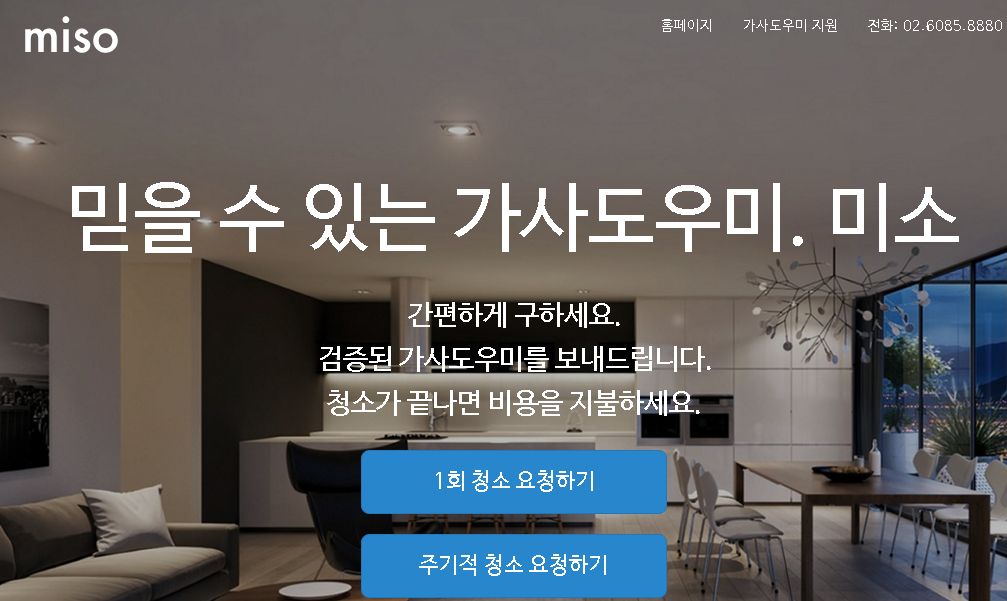 miso
홈페이지 가사도우미 지원 전화: 02.6085.8880
믿을 수 있는 가사도우미. 미소
간편하게 구하세요.
검증된 가사도우미를 보내드립니다.
청소가 끝나면 비용을 지불하세요.
1회 청소 요청하기
주기적 청소 요청하기